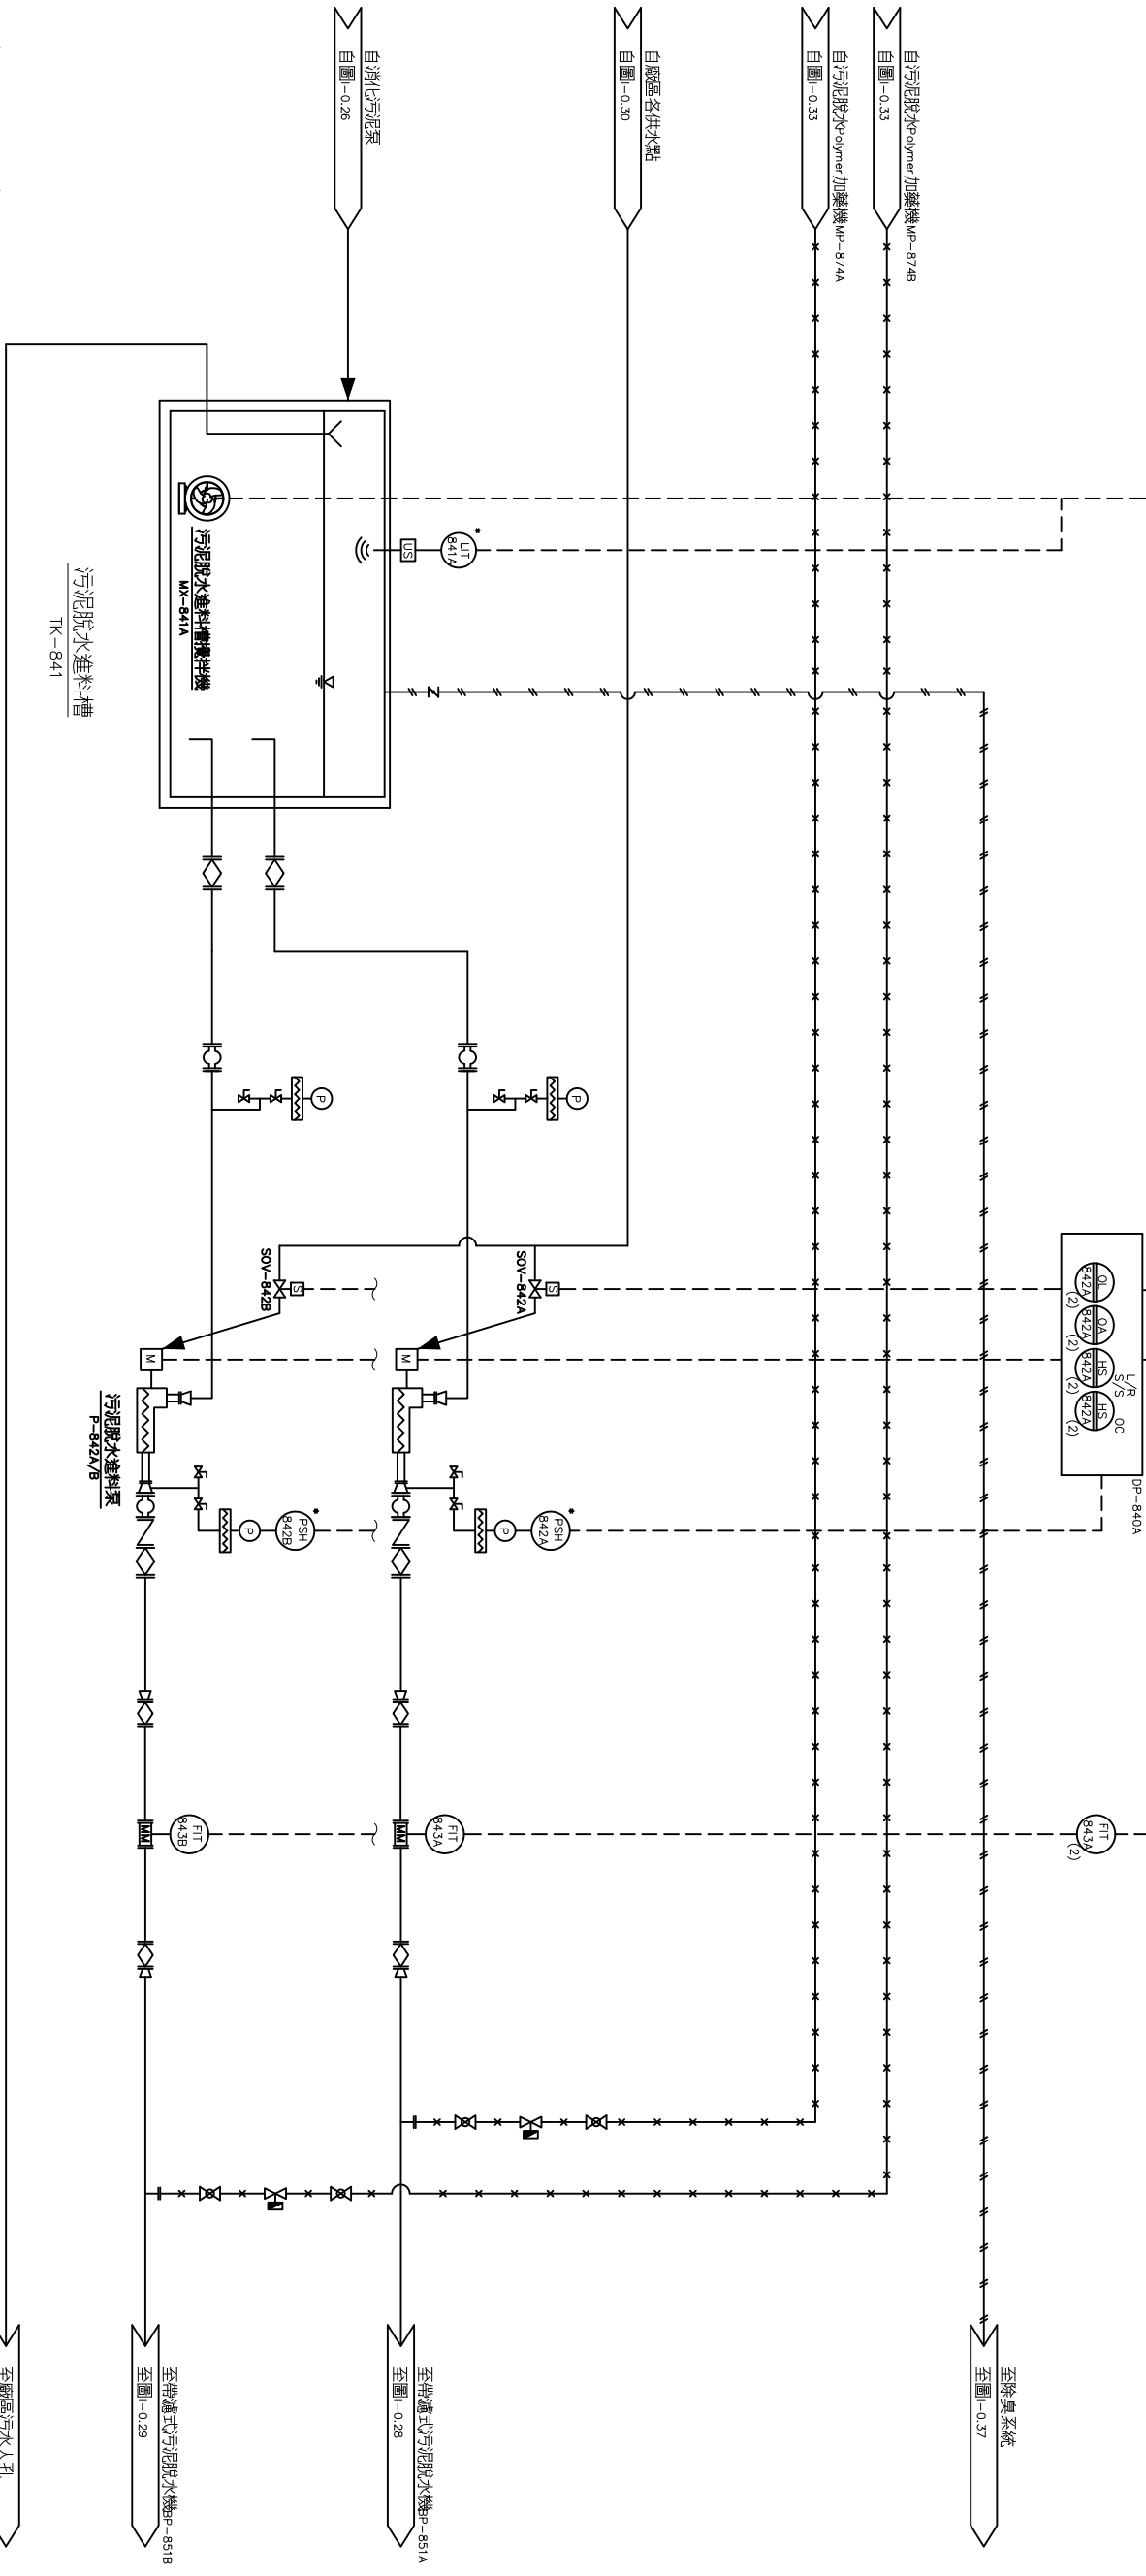 自污泥脫水Polymer加藥機MP-874B
自圖I-0.33
自污泥脫水Polymer加藥機MP-874A
自圖I-0.33
自廠區各供水點
自圖I-0.30
自消化污泥泵
自圖I-0.26
LIT
841A
*
US
污泥脫水進料槽攪拌機
MX-841A
污泥脫水進料槽
TK-841
P
P
SOV-842A
S
SOV-842B
S
M
M
OL
842A
(2)
OA
842A
(2)
L/R
S/S
HS
842A
(2)
OC
HS
842A
(2)
DP-840A
污泥脫水進料泵
P-842A/B
*
PSH
842A
P
*
PSH
842B
P
FIT
843A
(2)
FIT
843A
MM
FIT
843B
MM
至除臭系統
至圖I-0.37
至帶濾式污泥脫水機BP-851A
至圖I-0.28
至帶濾式污泥脫水機BP-851B
至圖I-0.29
至廠區污水人孔